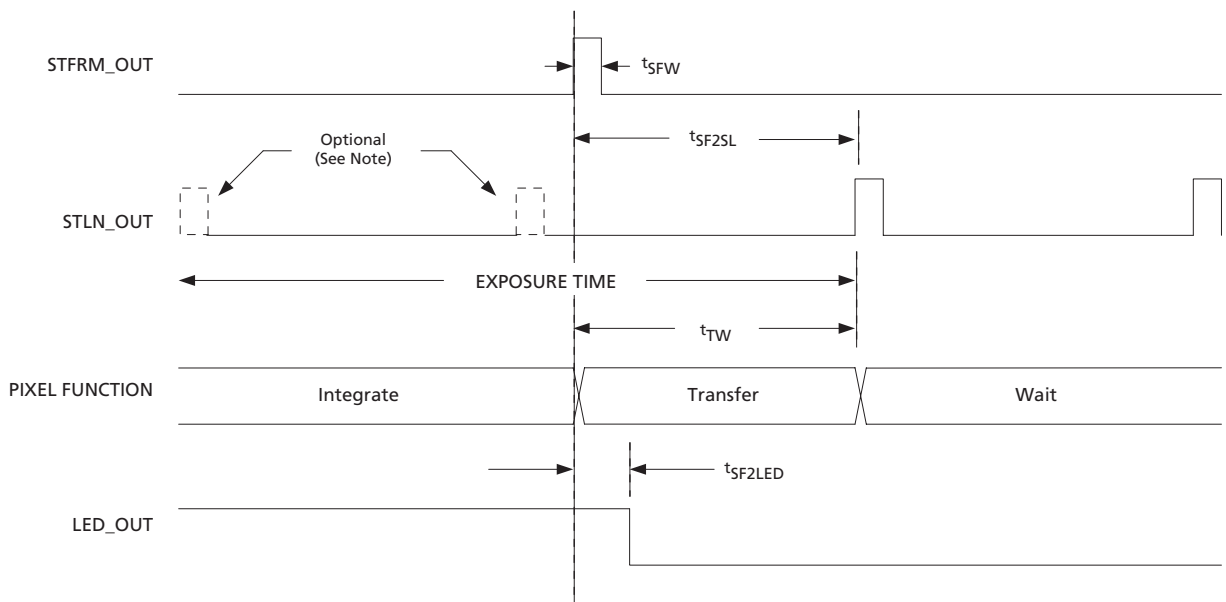 STFRM_OUT
tSFW
tSF2SL
Optional
(See Note)
STLN_OUT
EXPOSURE TIME
tTW
PIXEL FUNCTION
Integrate
Transfer
Wait
tSF2LED
LED_OUT